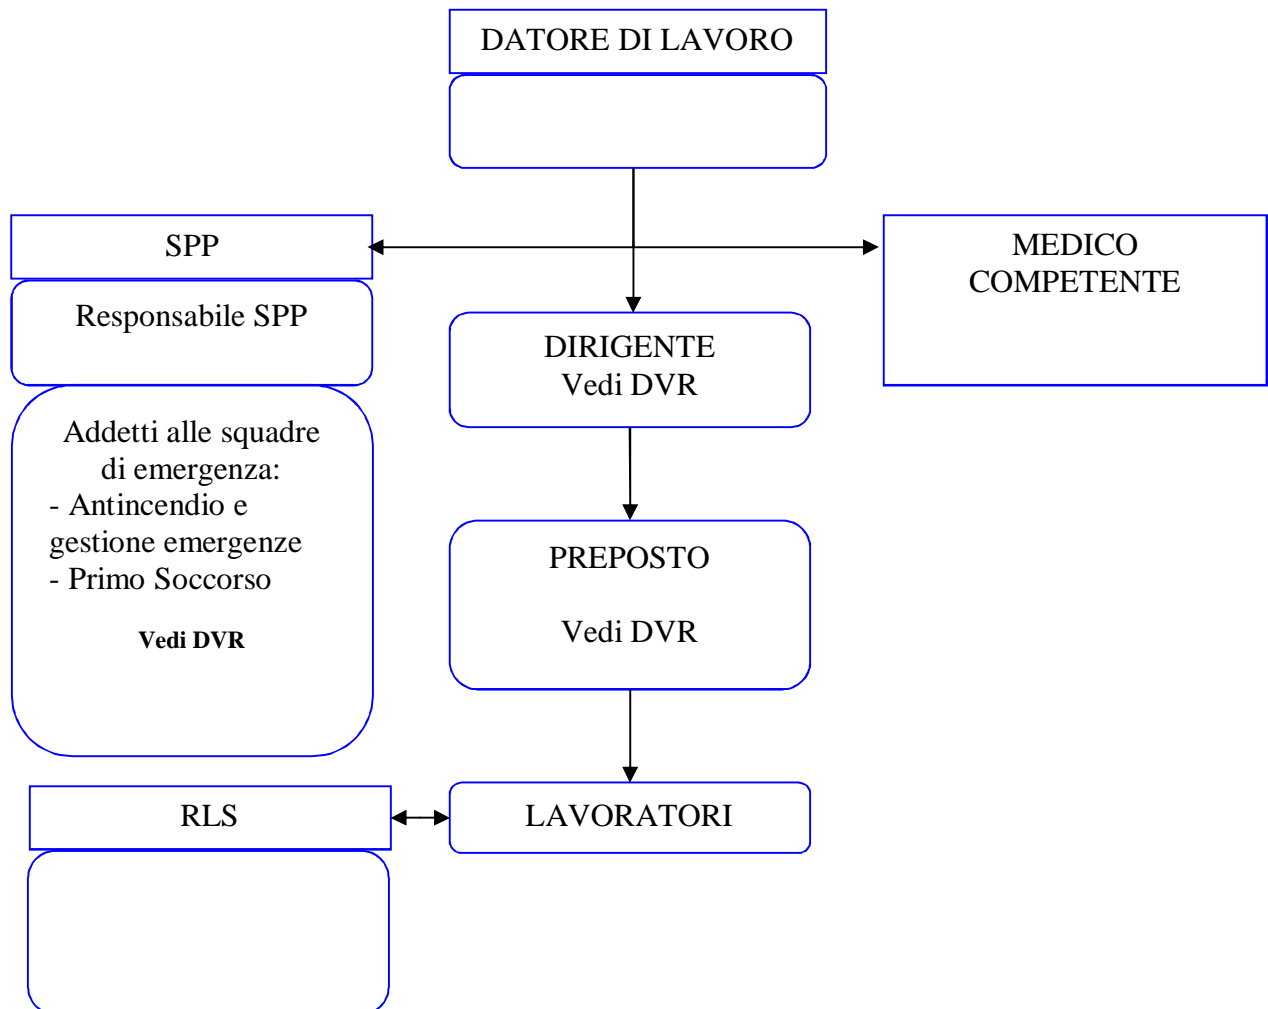 DATORE DI LAVORO
SPP
Responsabile SPP
Addetti alle squadre
di emergenza:
- Antincendio e
gestione emergenze
- Primo Soccorso
Vedi DVR
MEDICO
COMPETENTE
DIRIGENTE
Vedi DVR
PREPOSTO
Vedi DVR
RLS
LAVORATORI